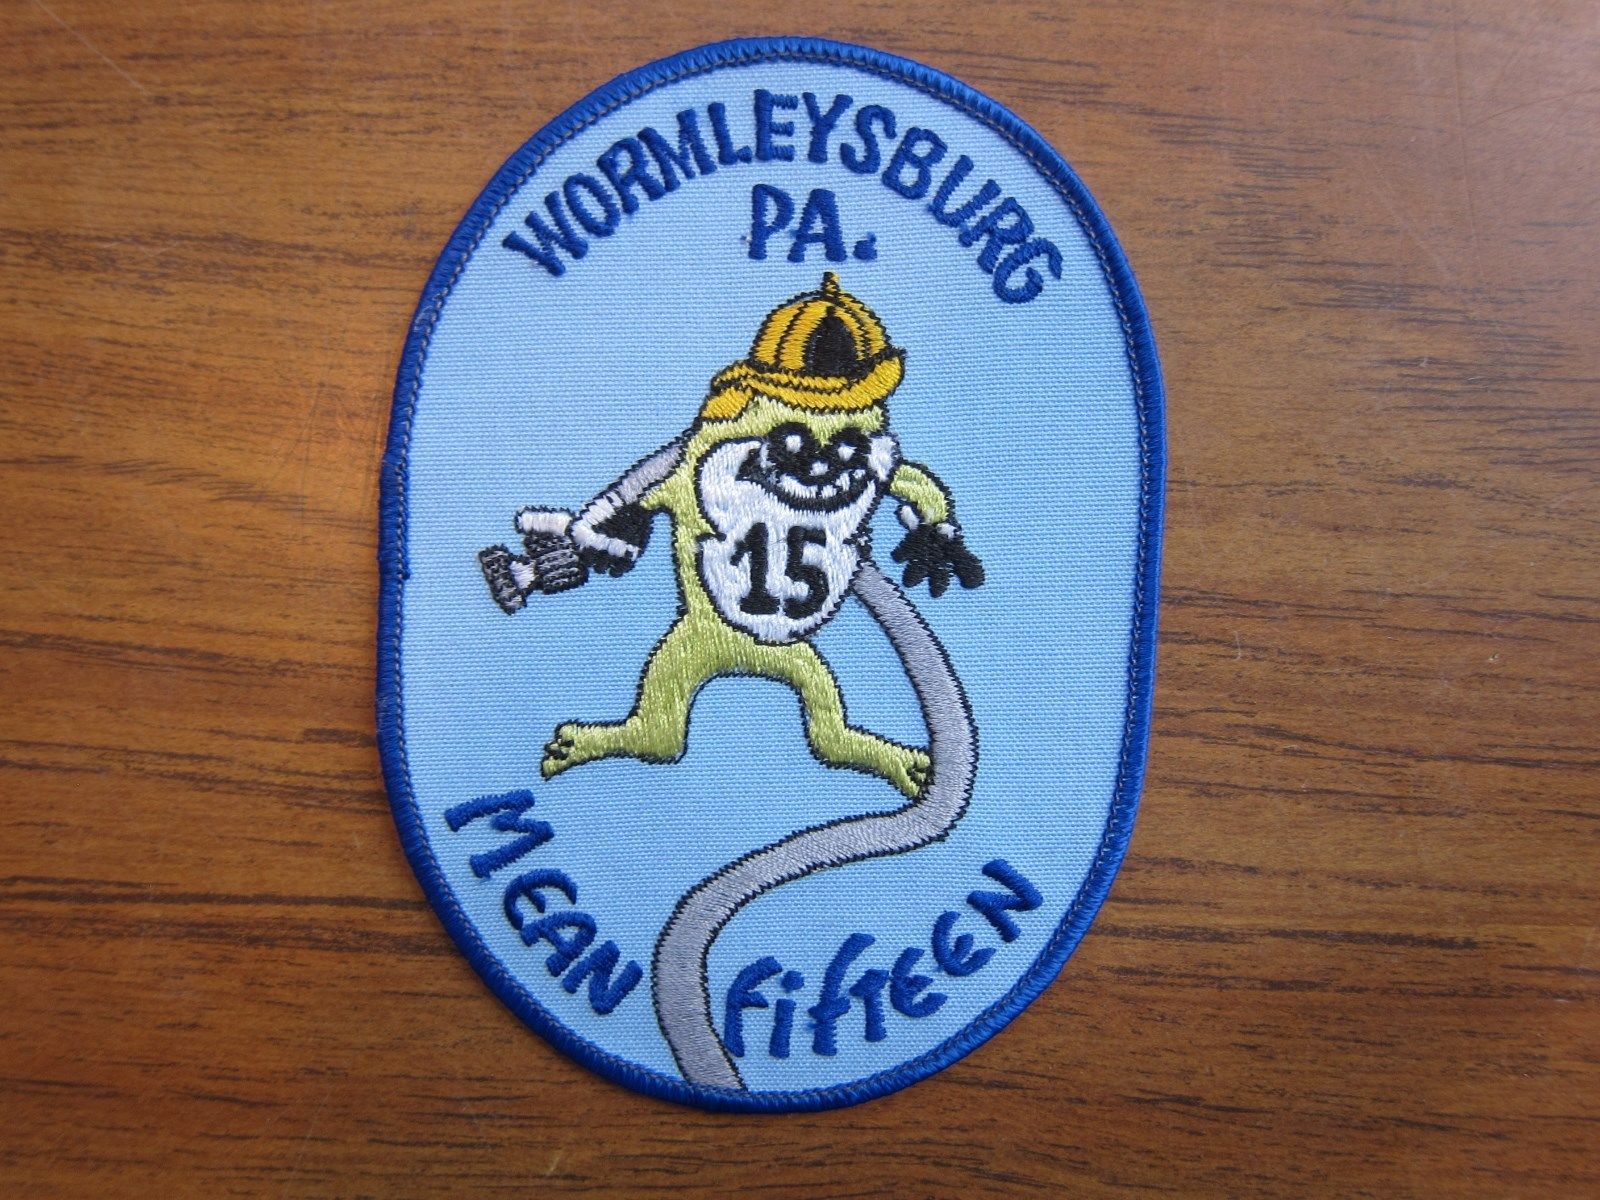 WORMLEYSBURG
PA.
15
MEAN FifTEEN